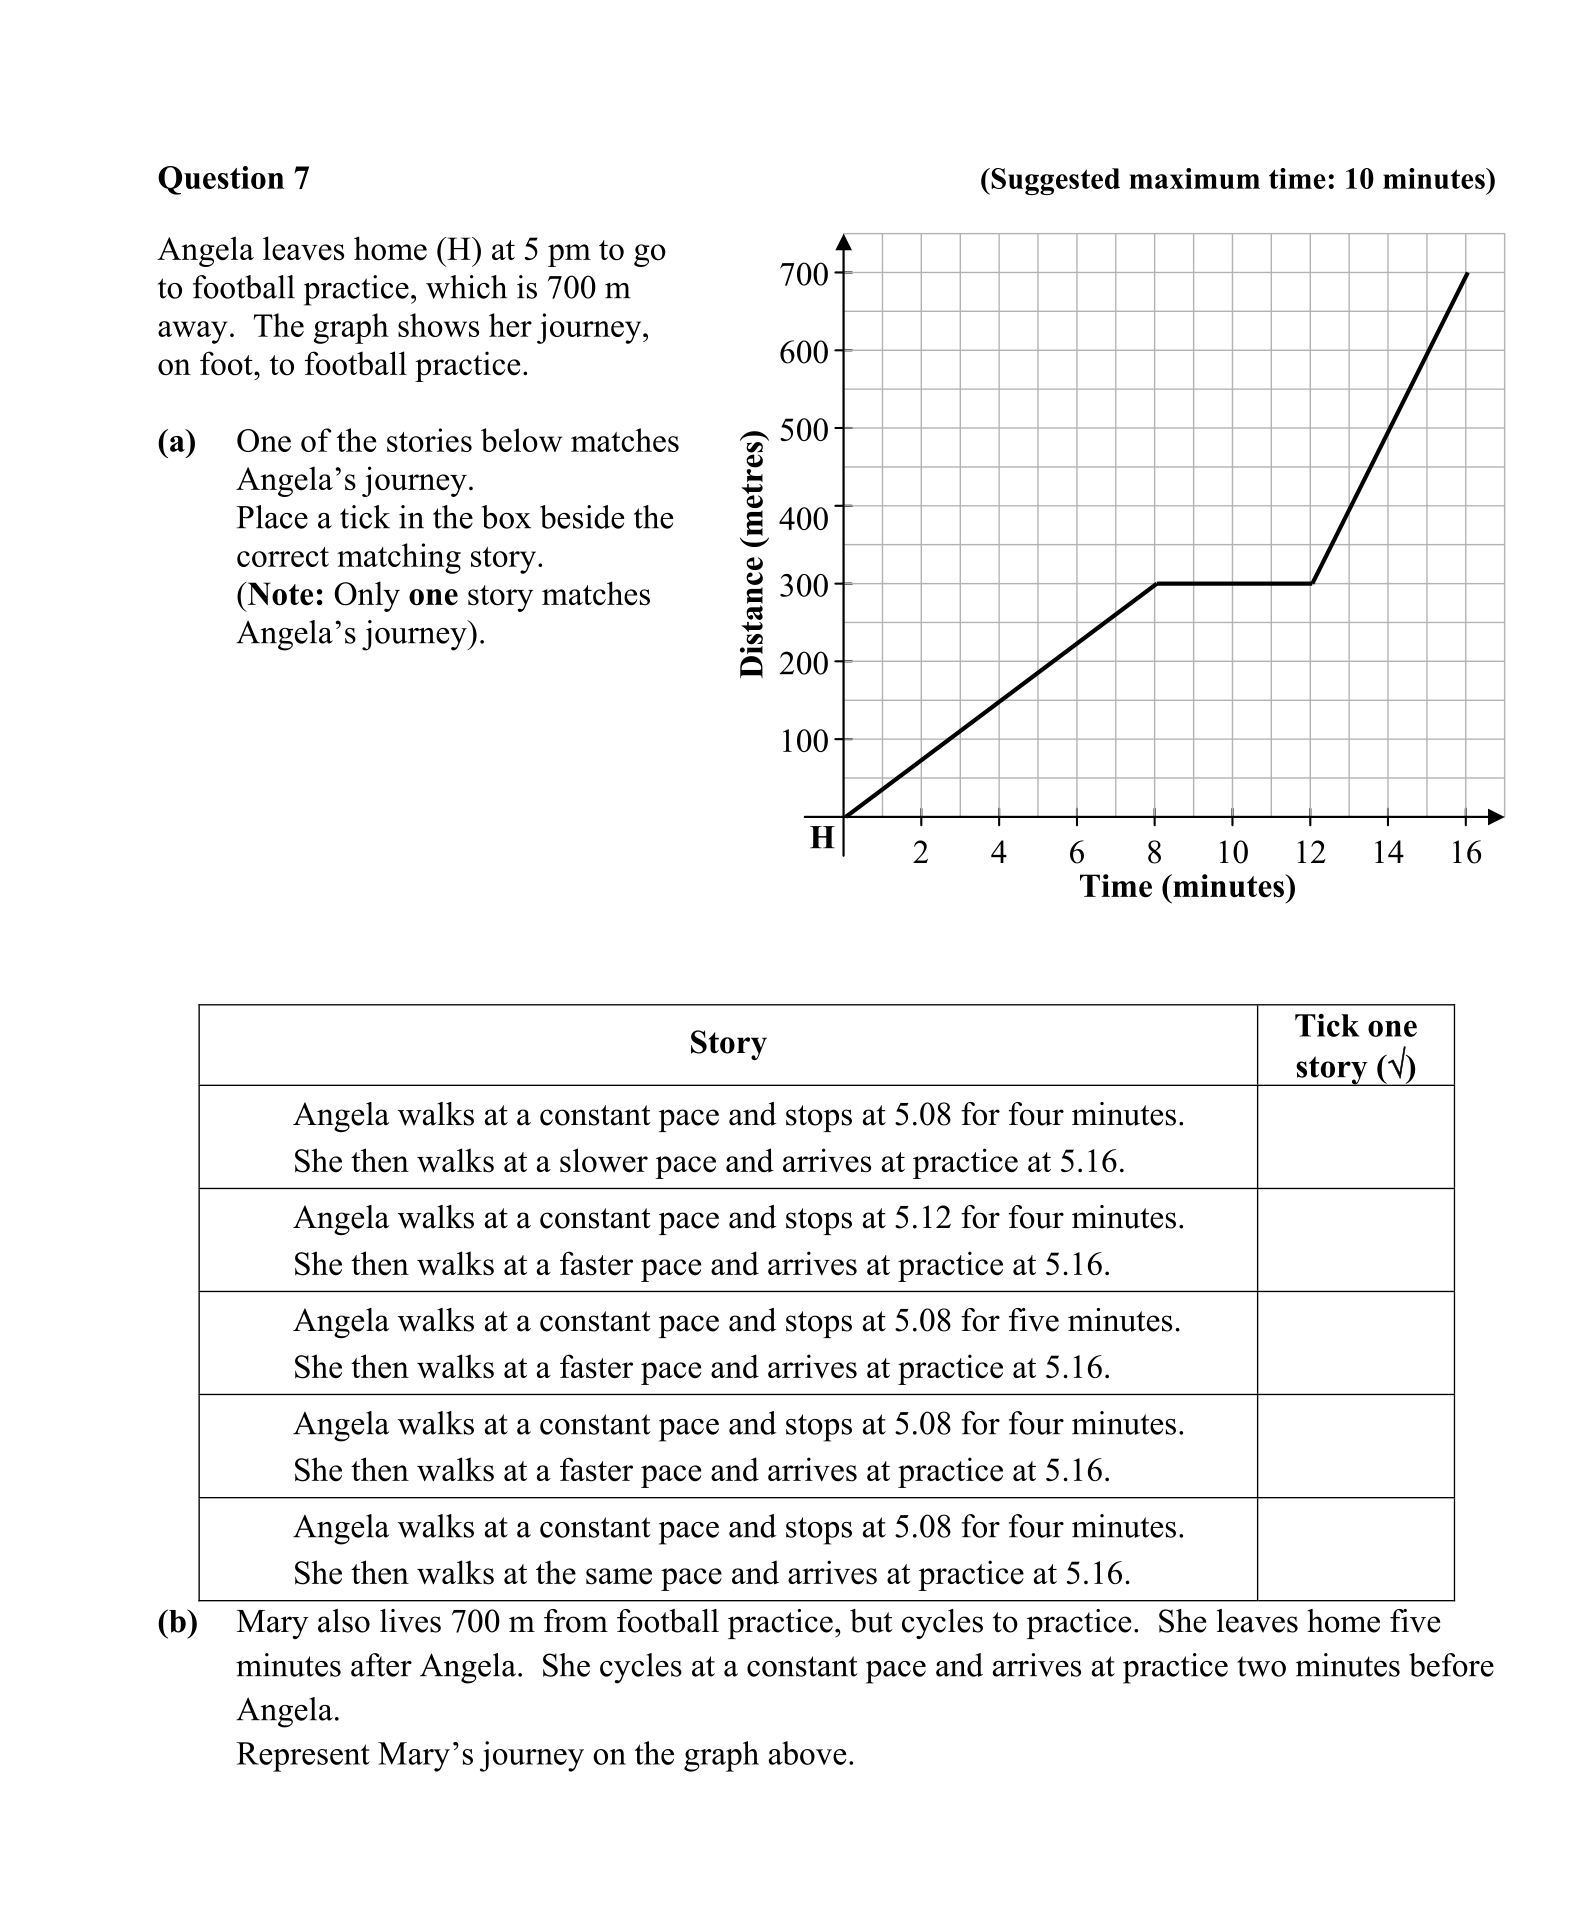 Question 7
(Suggested maximum time: 10 minutes)
Angela leaves home (H) at 5 pm to go
to football practice, which is 700 m
away.  The graph shows her journey,
on foot, to football practice.
(a) One of the stories below matches
Angela’s journey.
Place a tick in the box beside the
correct matching story.
(Note: Only one story matches
Angela’s journey).
Distance (metres)
700
600
500
400
300
200
100
H
2 4 6 8 10 12 14 16
Time (minutes)
Story
Tick one
story (√)
Angela walks at a constant pace and stops at 5.08 for four minutes.
She then walks at a slower pace and arrives at practice at 5.16.
Angela walks at a constant pace and stops at 5.12 for four minutes.
She then walks at a faster pace and arrives at practice at 5.16.
Angela walks at a constant pace and stops at 5.08 for five minutes.
She then walks at a faster pace and arrives at practice at 5.16.
Angela walks at a constant pace and stops at 5.08 for four minutes.
She then walks at a faster pace and arrives at practice at 5.16.
Angela walks at a constant pace and stops at 5.08 for four minutes.
She then walks at the same pace and arrives at practice at 5.16.
(b) Mary also lives 700 m from football practice, but cycles to practice.  She leaves home five
minutes after Angela.  She cycles at a constant pace and arrives at practice two minutes before
Angela.
Represent Mary’s journey on the graph above.